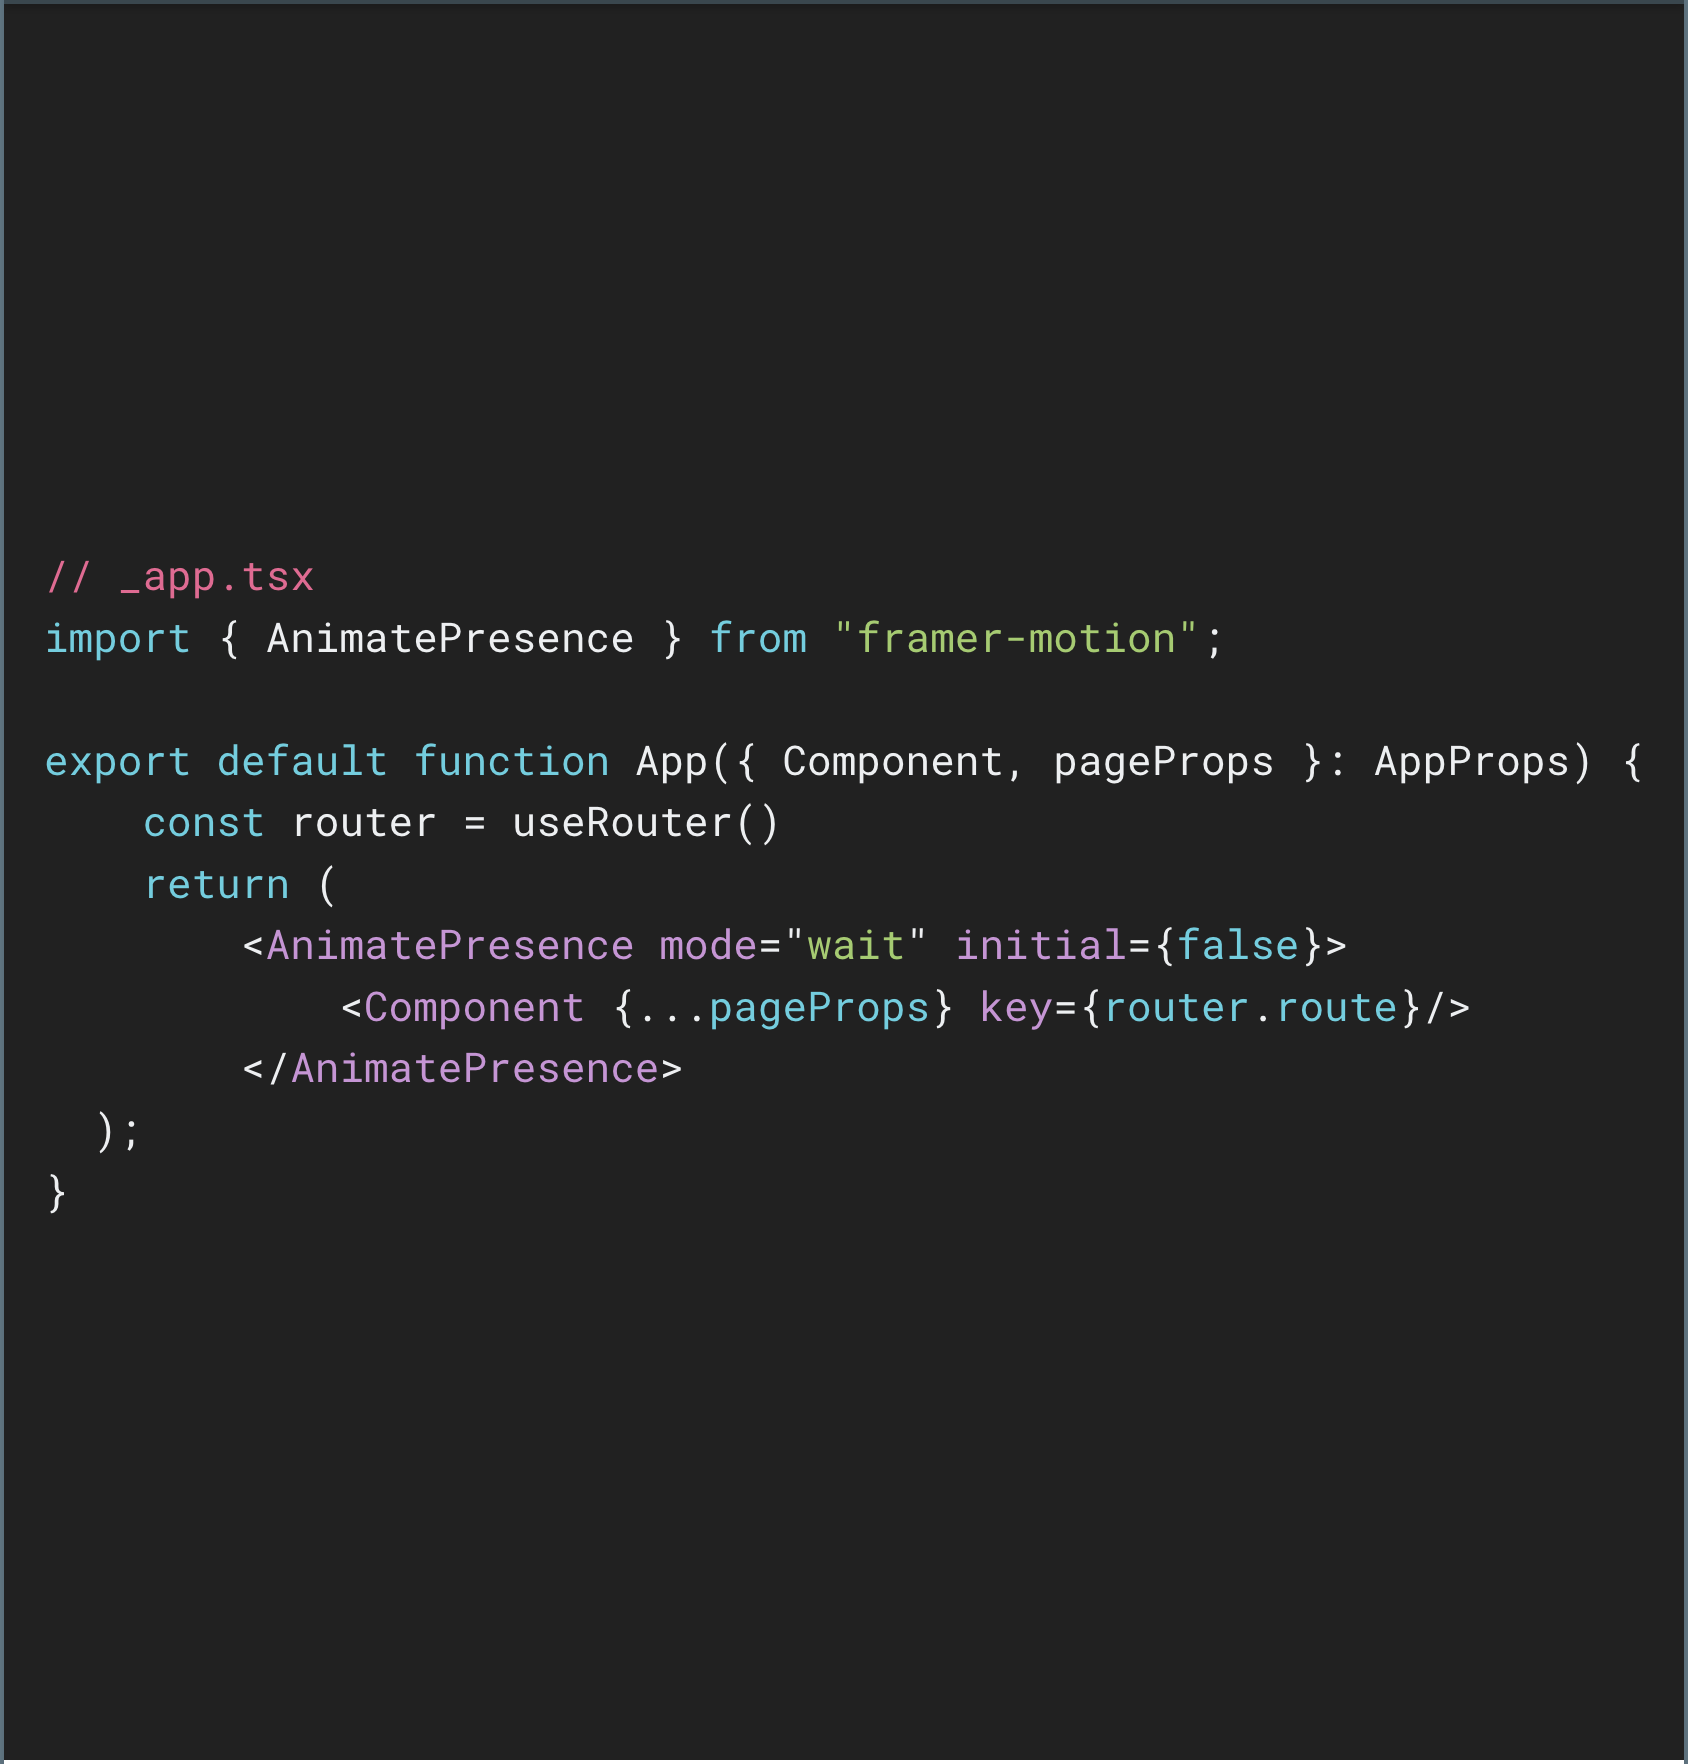 // _app.tsx
import { AnimatePresence } from "framer-motion";
export default function App({ Component, pageProps }: AppProps) {
    const router = useRouter()
    return (
        <AnimatePresence mode="wait" initial={false}>
            <Component {...pageProps} key={router.route}/>
        </AnimatePresence>
  );
}